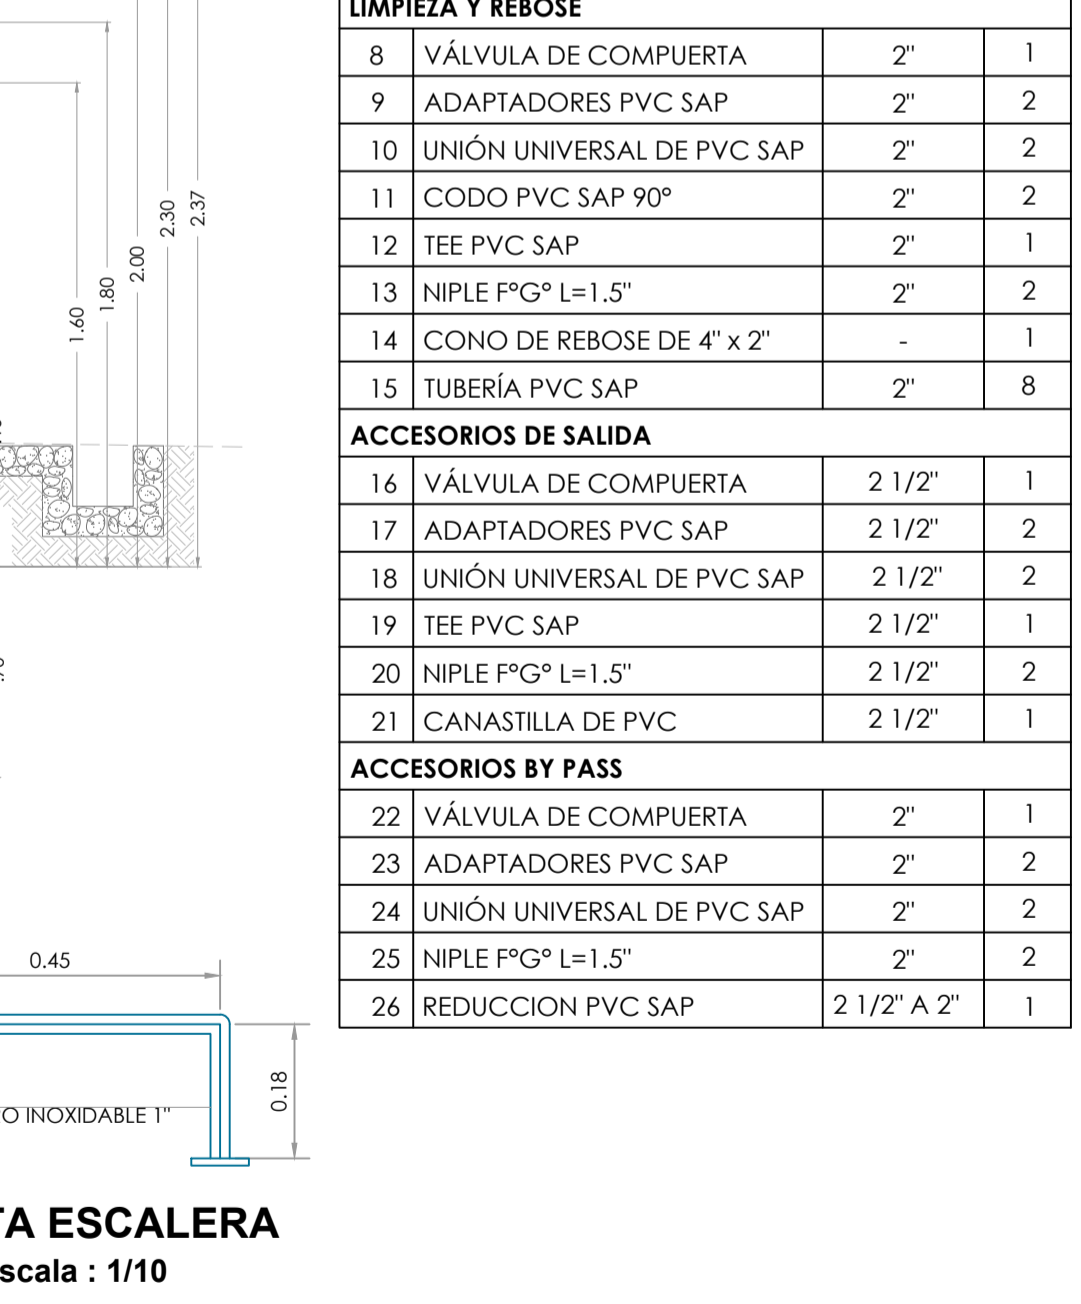 LIMPIEZA Y REBOSE
8 VÁLVULA DE COMPUERTA 2" 1
9 ADAPTADORES PVC SAP 2" 2
10 UNIÓN UNIVERSAL DE PVC SAP 2" 2
11 CODO PVC SAP 90° 2" 2
12 TEE PVC SAP 2" 1
13 NIPLE F°G° L=1.5" 2" 2
14 CONO DE REBOSE DE 4" x 2" - 1
15 TUBERÍA PVC SAP 2" 8
ACCESORIOS DE SALIDA
16 VÁLVULA DE COMPUERTA 2 1/2" 1
17 ADAPTADORES PVC SAP 2 1/2" 2
18 UNIÓN UNIVERSAL DE PVC SAP 2 1/2" 2
19 TEE PVC SAP 2 1/2" 1
20 NIPLE F°G° L=1.5" 2 1/2" 2
21 CANASTILLA DE PVC 2 1/2" 1
ACCESORIOS BY PASS
22 VÁLVULA DE COMPUERTA 2" 1
23 ADAPTADORES PVC SAP 2" 2
24 UNIÓN UNIVERSAL DE PVC SAP 2" 2
25 NIPLE F°G° L=1.5" 2" 2
26 REDUCCION PVC SAP 2 1/2" A 2" 1
1.60
1.80
2.00
2.30
2.37
0.45
0.18
O INOXIDABLE 1"
TA ESCALERA
scala : 1/10